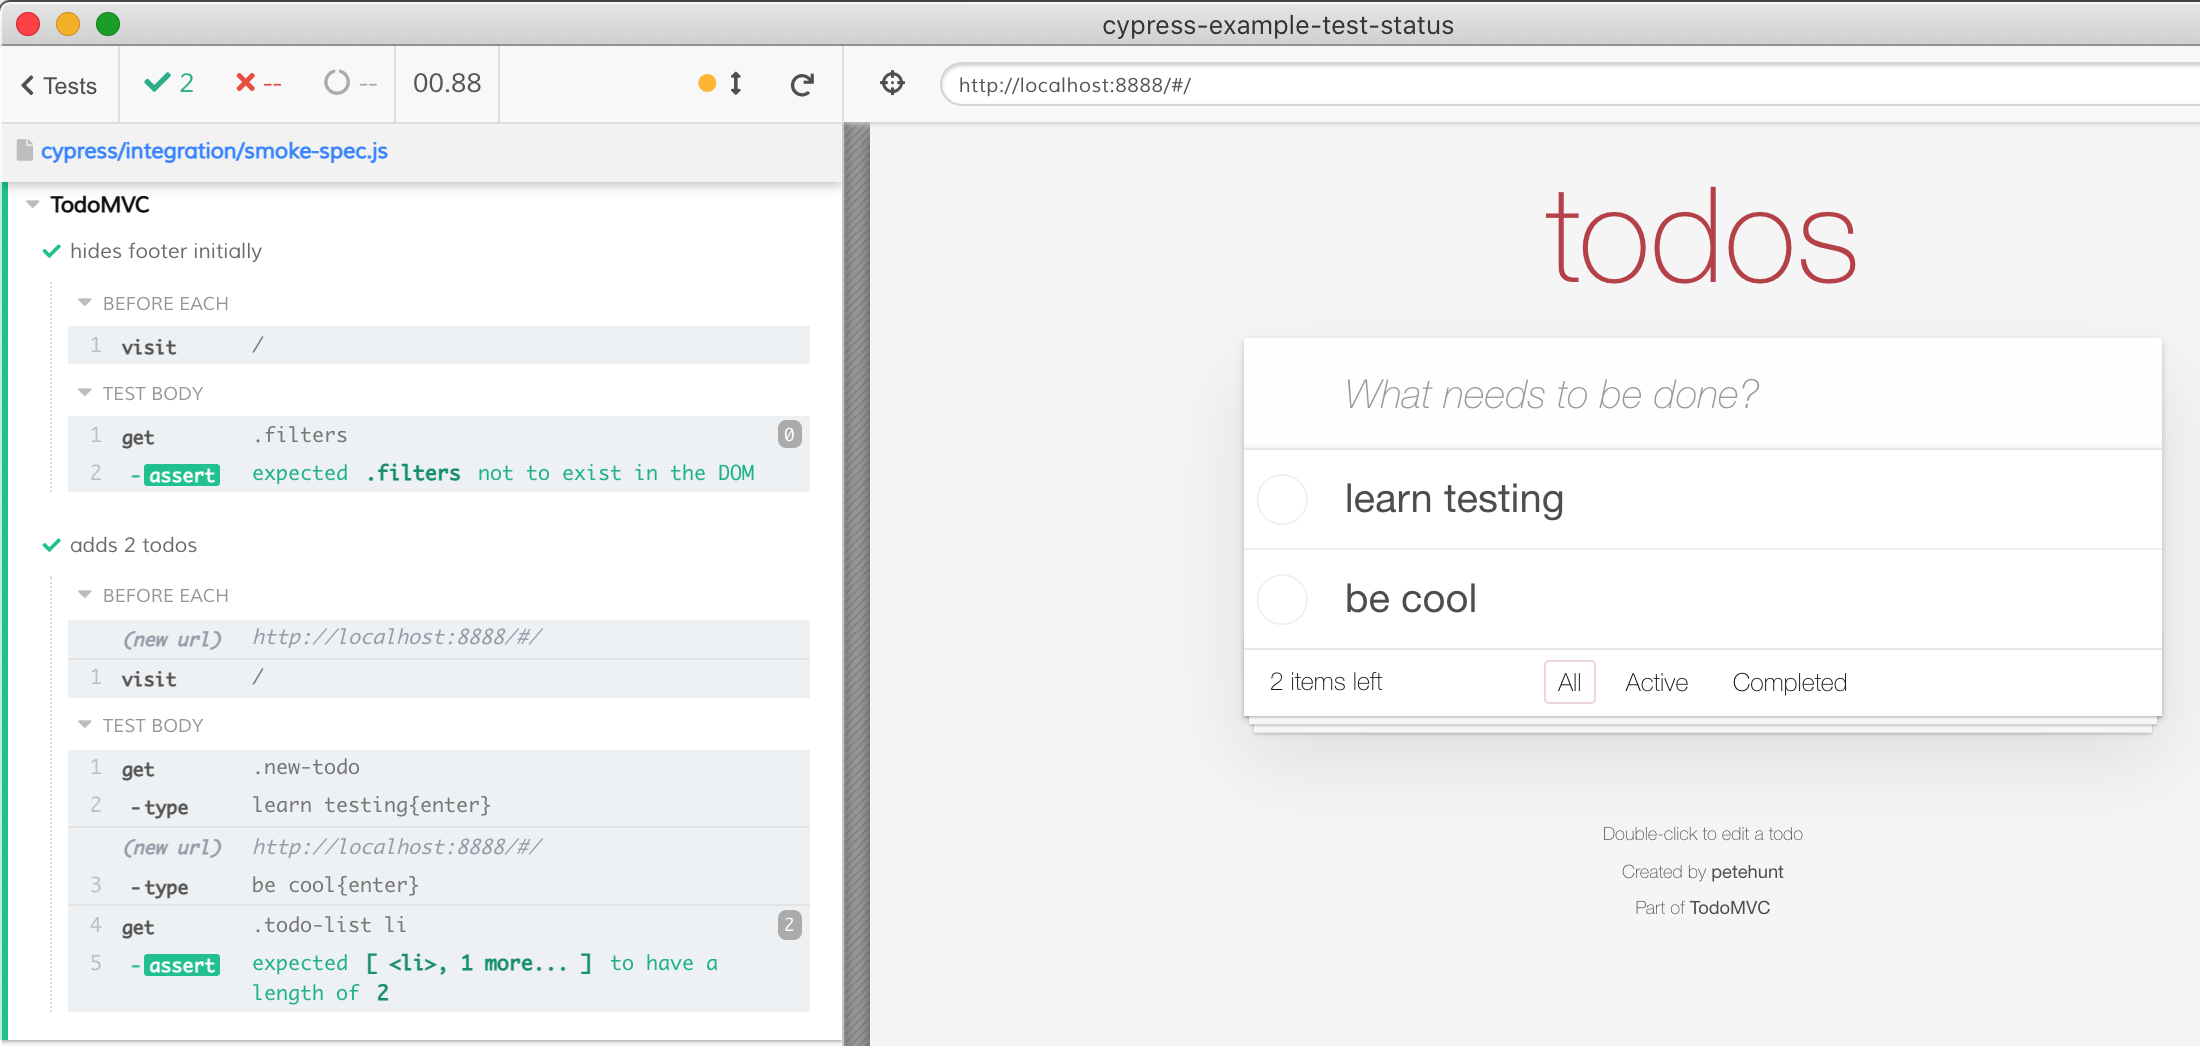 cypress-example-test-status
Tests 2 -- -- 00.88
http://localhost:8888/#/
cypress/integration/smoke-spec.js
TodoMVC
hides footer initially
BEFORE EACH
1 visit /
TEST BODY
1 get .filters 0
2 -assert expected .filters not to exist in the DOM
adds 2 todos
BEFORE EACH
(new url) http://localhost:8888/#/
1 visit /
TEST BODY
1 get .new-todo
2 -type learn testing{enter}
(new url) http://localhost:8888/#/
3 -type be cool{enter}
4 get .todo-list li 2
5 -assert expected [ <li>, 1 more... ] to have a
length of 2
todos
What needs to be done?
learn testing
be cool
2 items left All Active Completed
Double-click to edit a todo
Created by petehunt
Part of TodoMVC